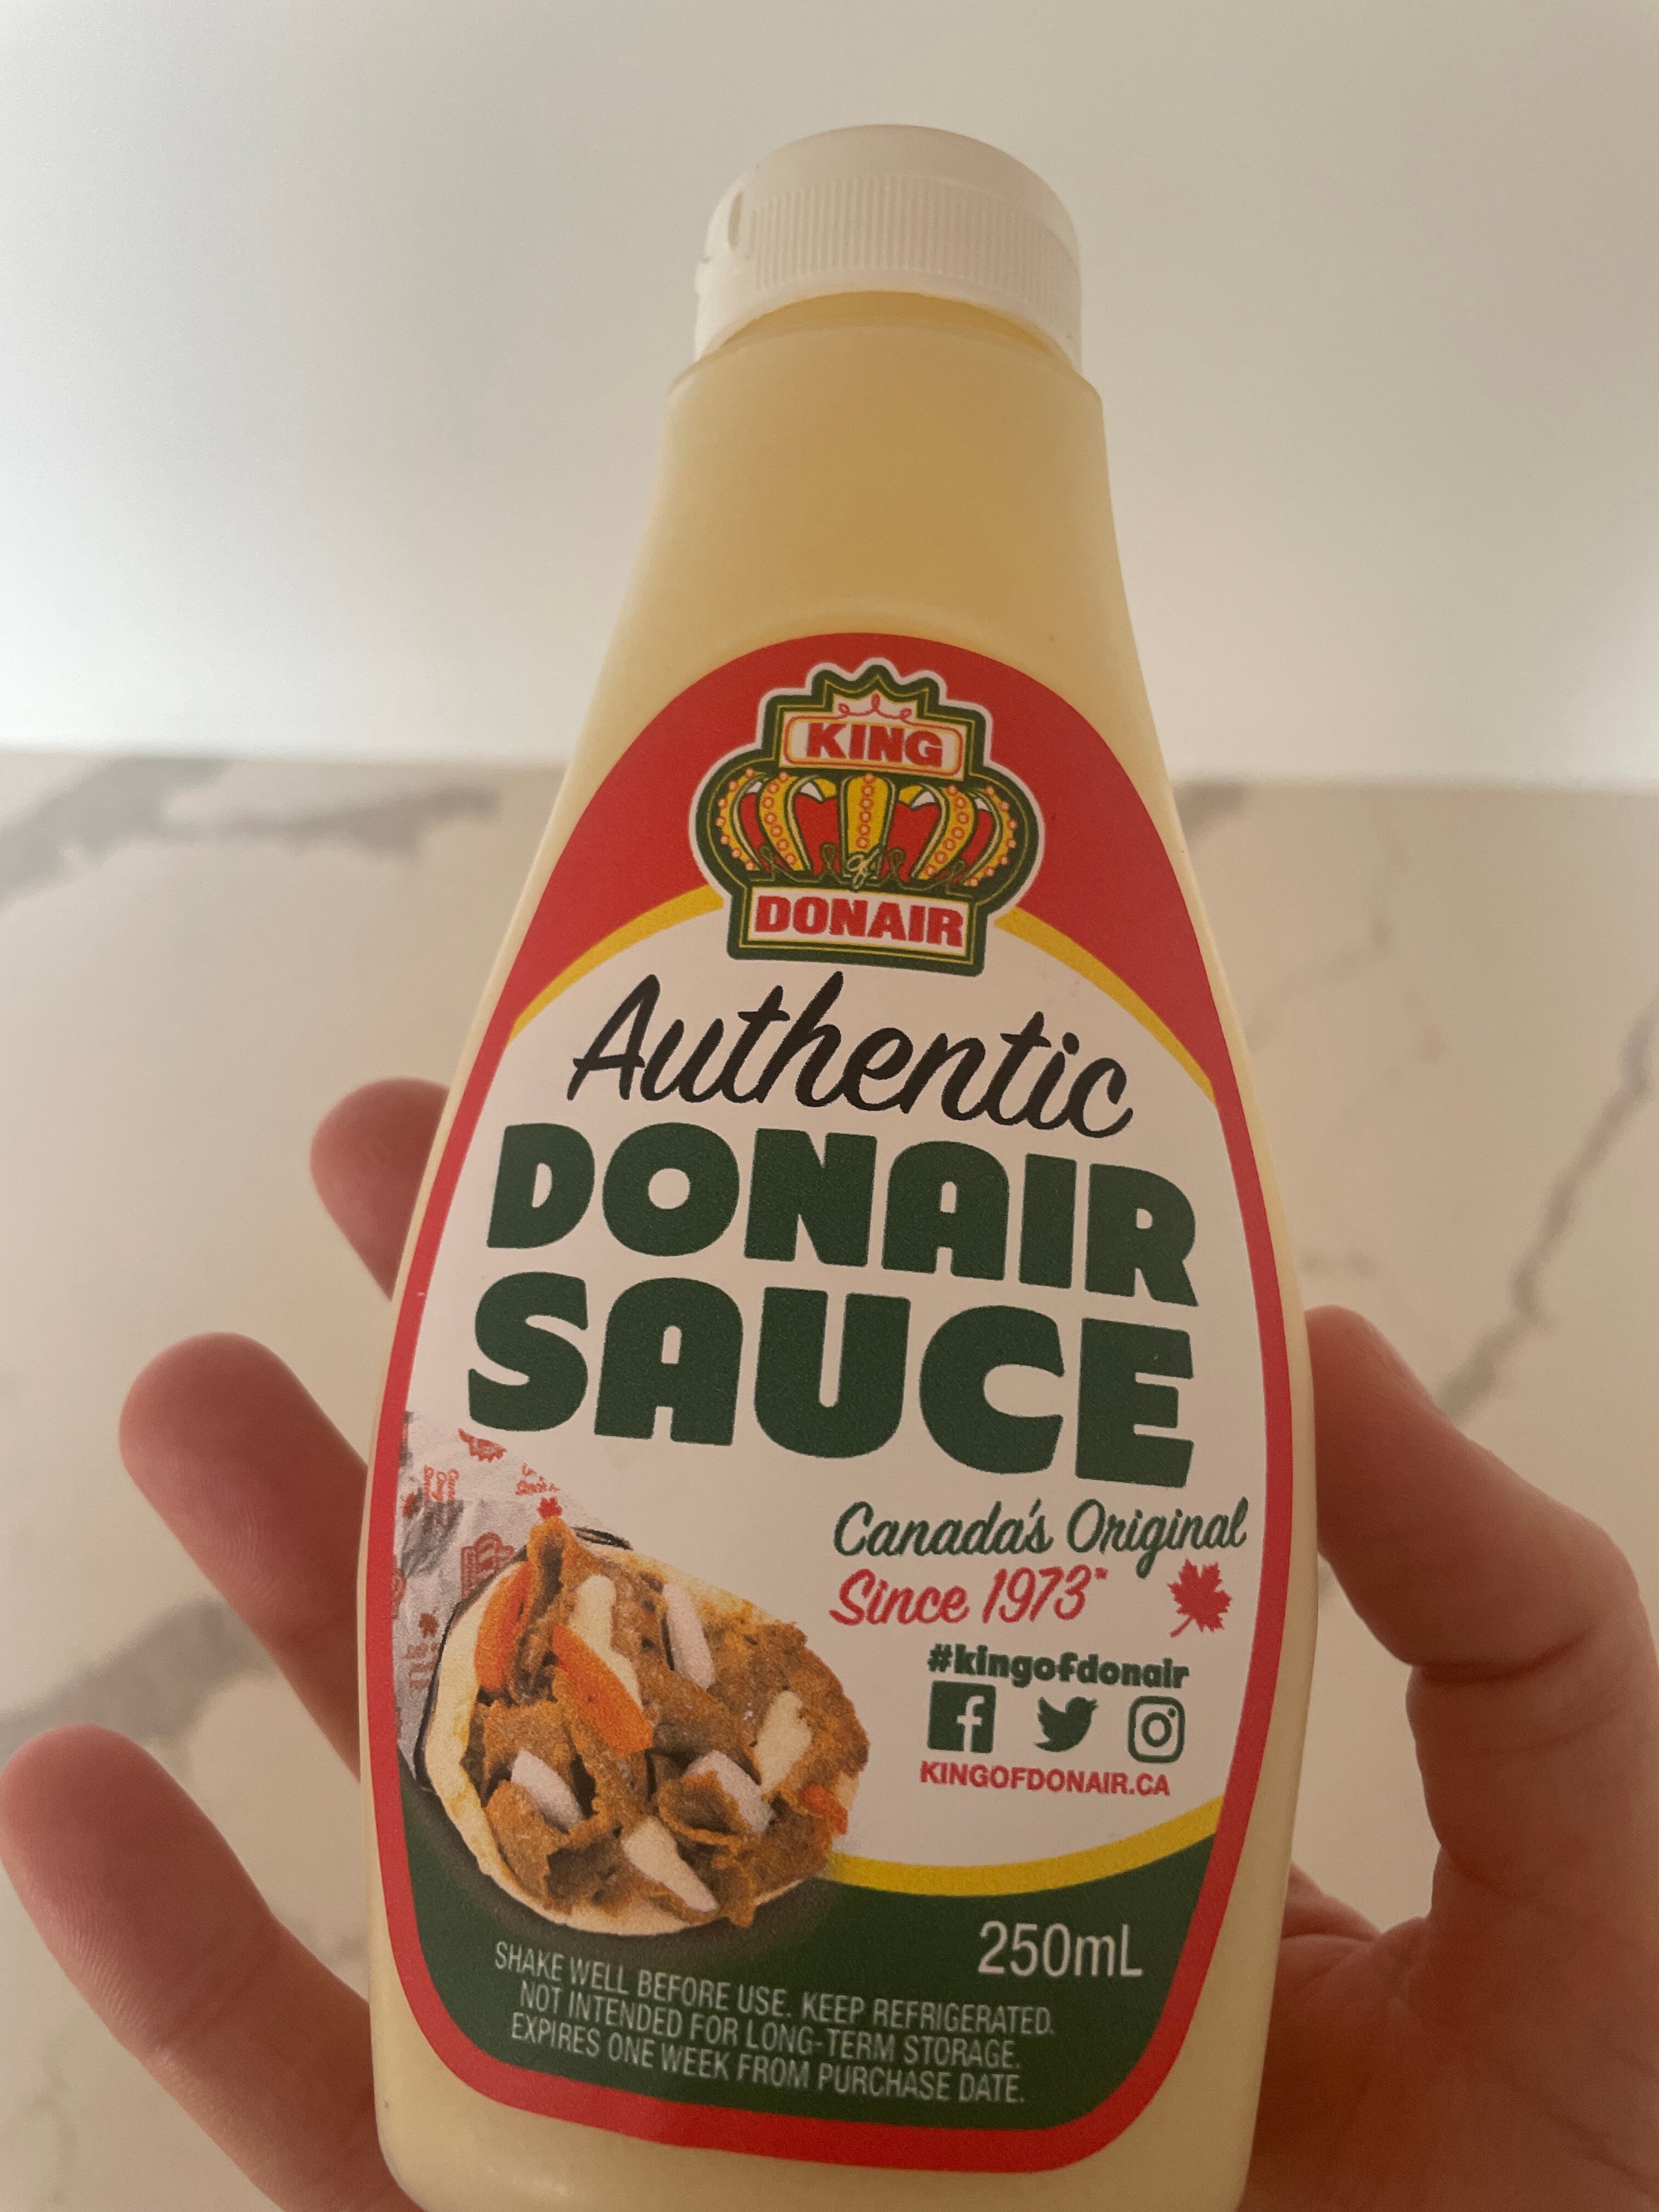 KING
of
DONAIR
Authentic
DONAIR
SAUCE
Canada's Original
Since 1973*
#kingofdonair
KINGOFDONAIR.CA
250mL
SHAKE WELL BEFORE USE. KEEP REFRIGERATED.
NOT INTENDED FOR LONG-TERM STORAGE.
EXPIRES ONE WEEK FROM PURCHASE DATE.